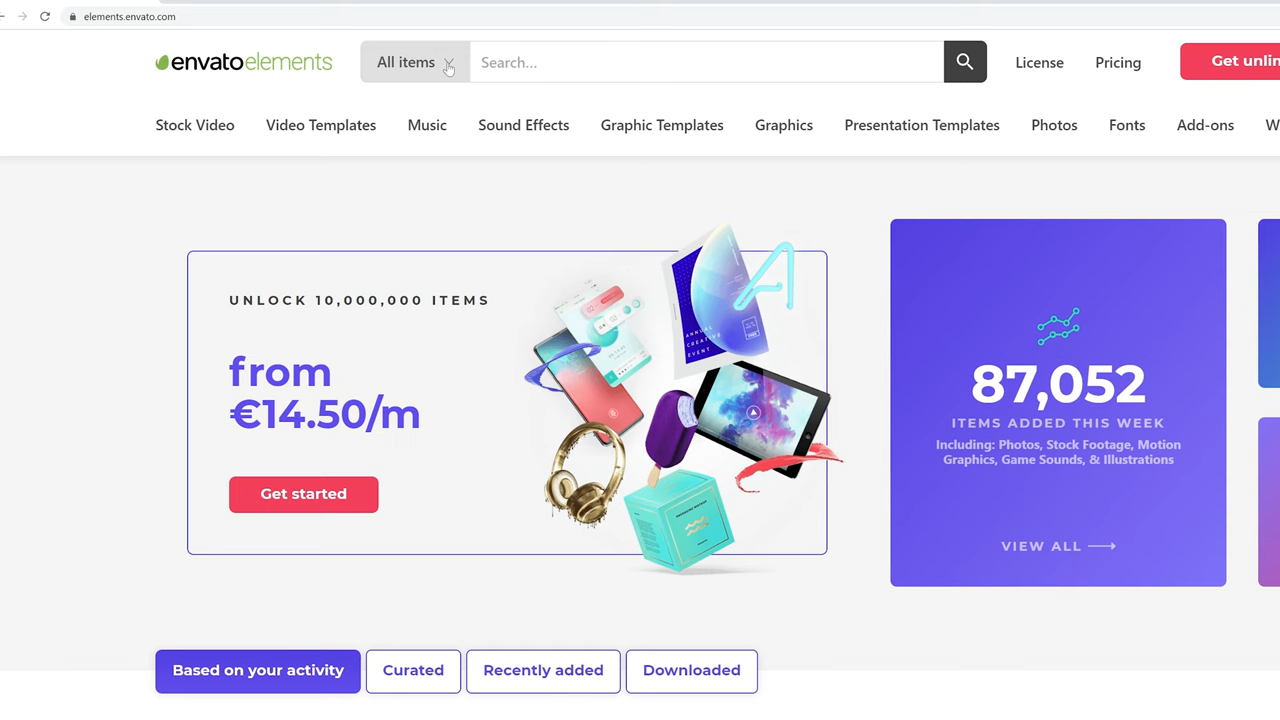 elements.envato.com
envatoelements
All items
Search...
License
Pricing
Get unlin
Stock Video
Video Templates
Music
Sound Effects
Graphic Templates
Graphics
Presentation Templates
Photos
Fonts
Add-ons
W
UNLOCK 10,000,000 ITEMS
from
€14.50/m
Get started
ANNUAL
CREATIVE
EVENT
87,052
ITEMS ADDED THIS WEEK
Including: Photos, Stock Footage, Motion
Graphics, Game Sounds, & Illustrations
VIEW ALL
Based on your activity
Curated
Recently added
Downloaded